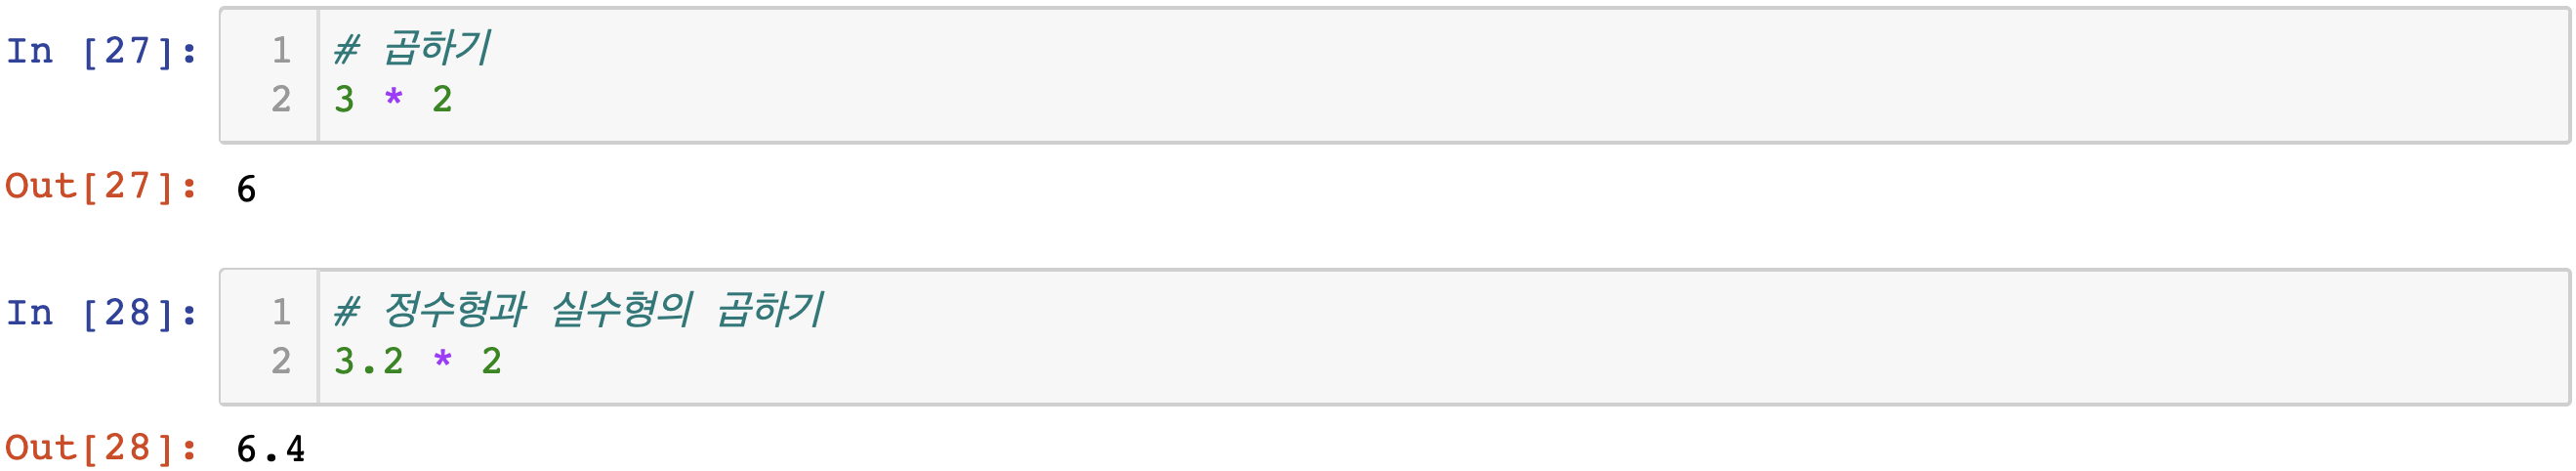 In [27]: 1 # 곱하기
2 3 * 2
Out[27]: 6
In [28]: 1 # 정수형과 실수형의 곱하기
2 3.2 * 2
Out[28]: 6.4